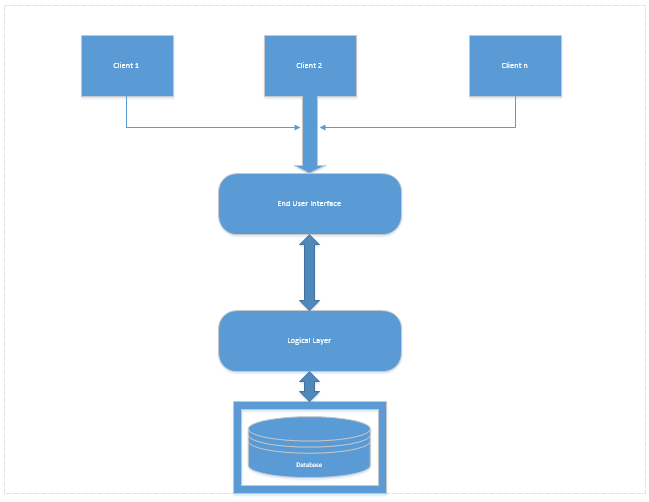 Client 1
Client 2
Client n
End User Interface
Logical Layer
Database